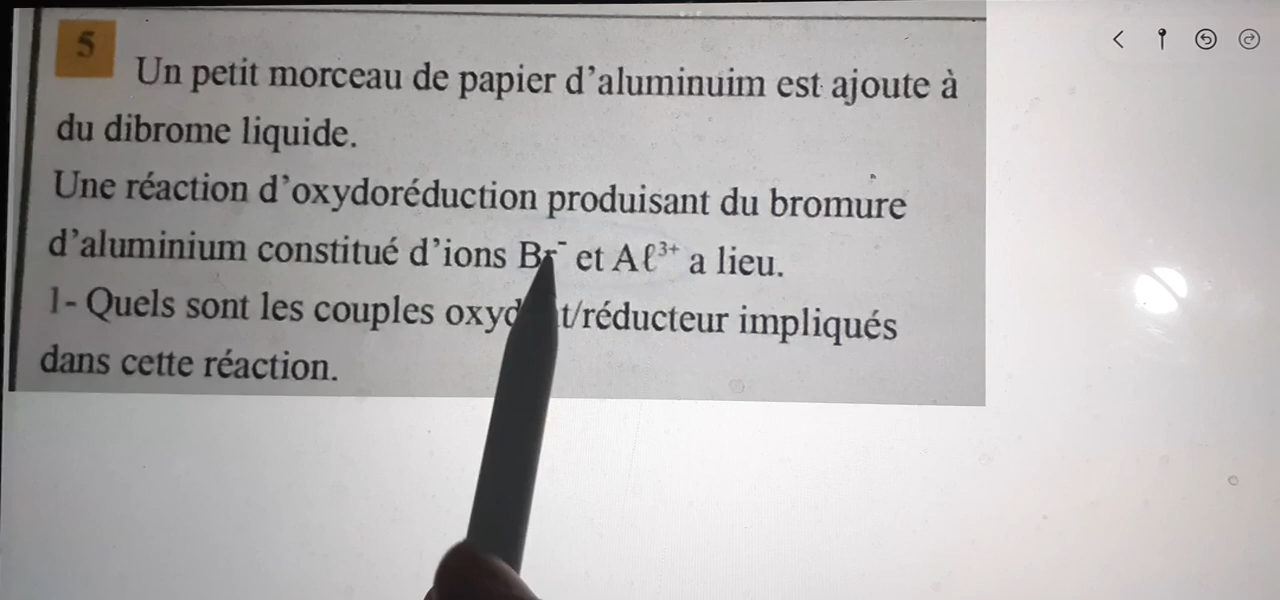 5
Un petit morceau de papier d'aluminuim est ajoute à
du dibrome liquide.
Une réaction d'oxydoréduction produisant du bromure
d'aluminium constitué d'ions Br⁻ et Aℓ³⁺ a lieu.
1- Quels sont les couples t/réducteur impliqués
dans cette réaction.